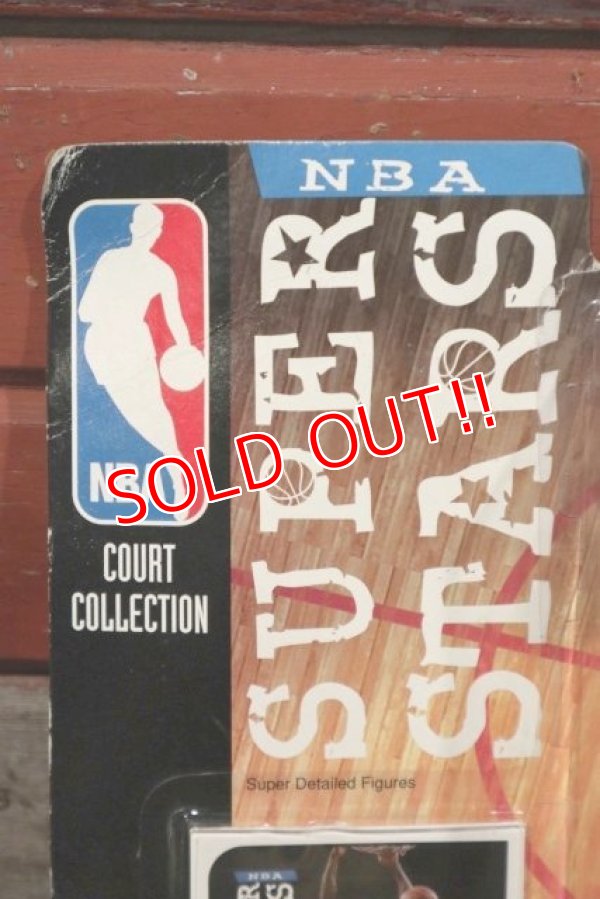 NBA
SUPER
STARS
NBA
SOLD OUT!!
COURT
COLLECTION
Super Detailed Figures
NBA